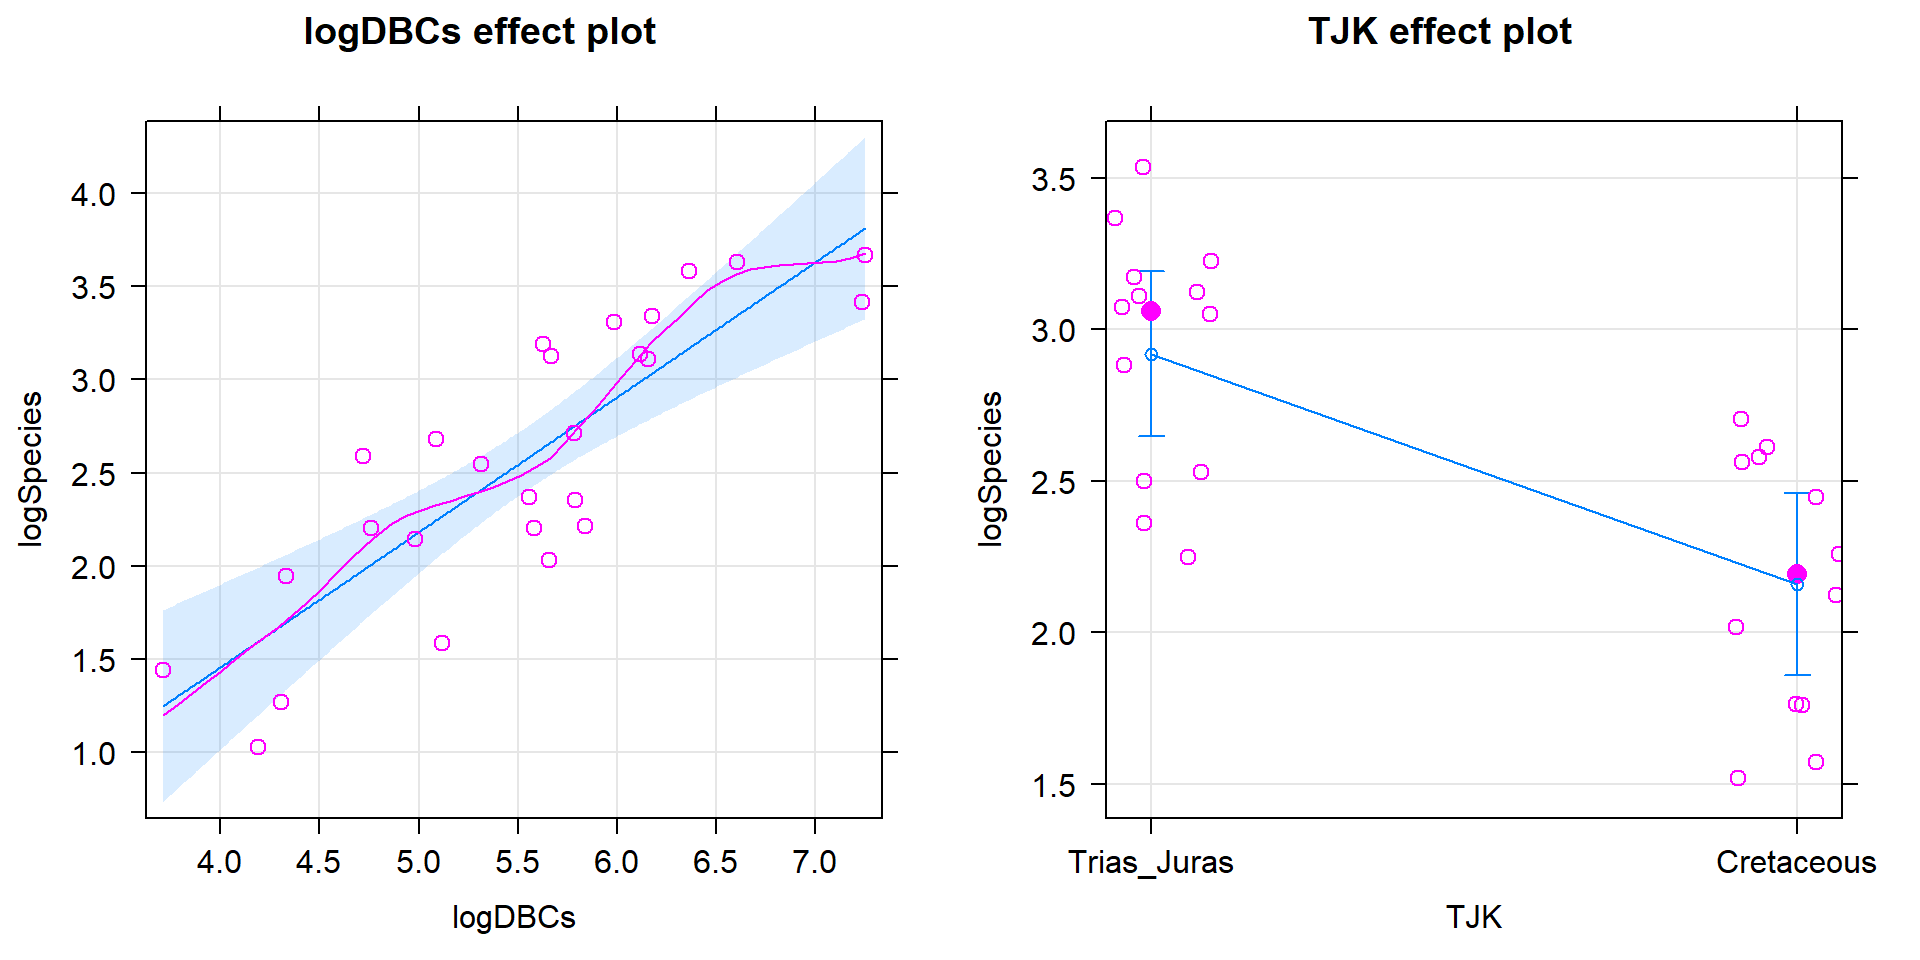 logDBCs effect plot
logSpecies
4.0
3.5
3.0
2.5
2.0
1.5
1.0
4.0 4.5 5.0 5.5 6.0 6.5 7.0
logDBCs
TJK effect plot
logSpecies
3.5
3.0
2.5
2.0
1.5
Trias_Juras Cretaceous
TJK